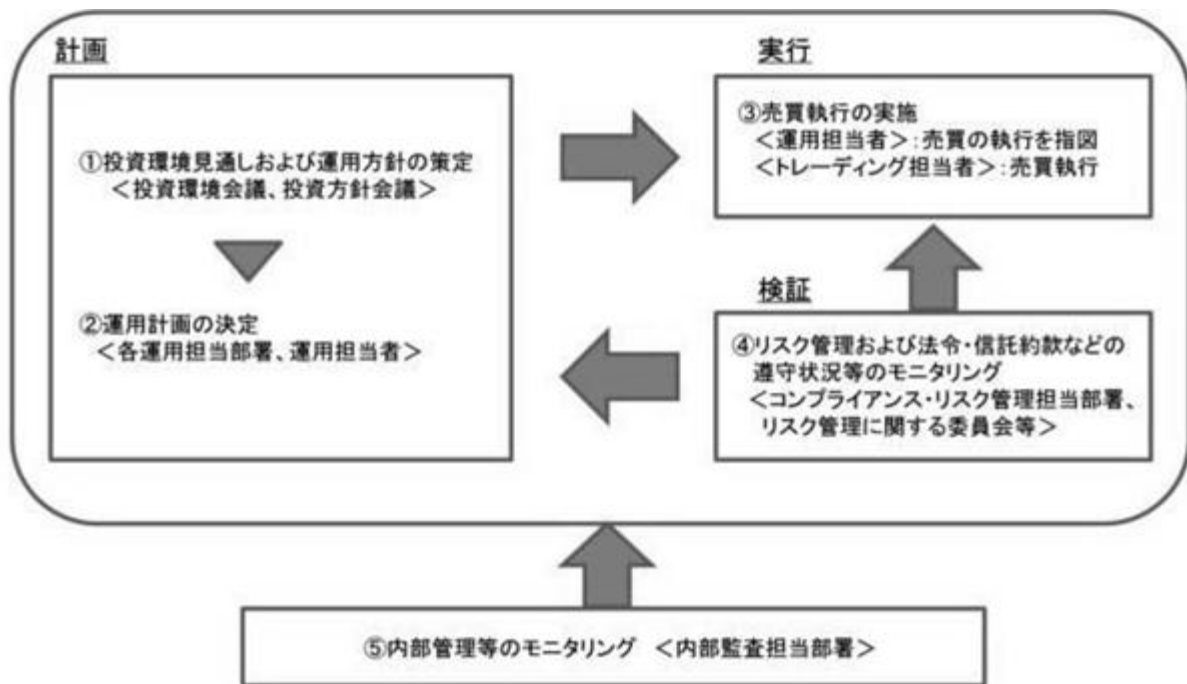 計画
①投資環境見通しおよび運用方針の策定
＜投資環境会議、投資方針会議＞
②運用計画の決定
＜各運用担当部署、運用担当者＞
実行
③売買執行の実施
＜運用担当者＞：売買の執行を指図
＜トレーディング担当者＞：売買執行
検証
④リスク管理および法令・信託約款などの
遵守状況等のモニタリング
＜コンプライアンス・リスク管理担当部署、
リスク管理に関する委員会等＞
⑤内部管理等のモニタリング ＜内部監査担当部署＞